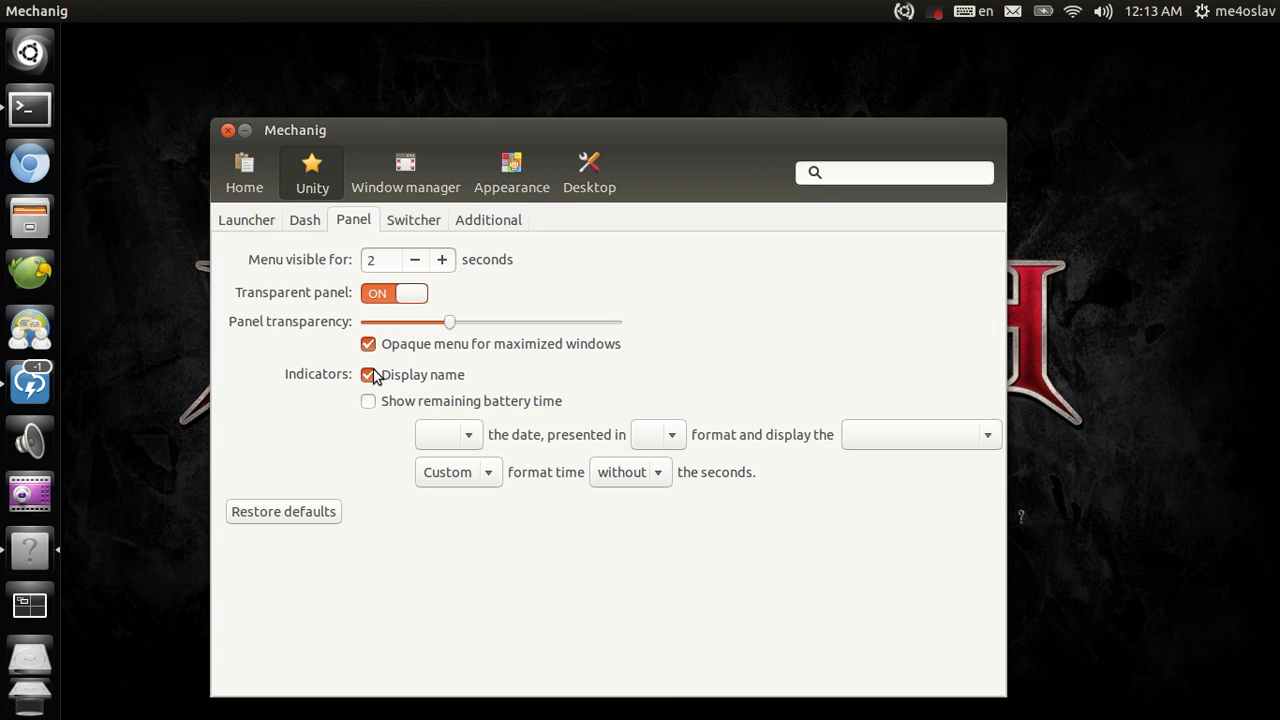 Mechanig en 12:13 AM me4oslav
Mechanig
Home Unity Window manager Appearance Desktop
Launcher Dash Panel Switcher Additional
Menu visible for: 2 seconds
Transparent panel: ON
Panel transparency:
Opaque menu for maximized windows
Indicators: Display name
Show remaining battery time
the date, presented in format and display the
Custom format time without the seconds.
Restore defaults
-1
?
?